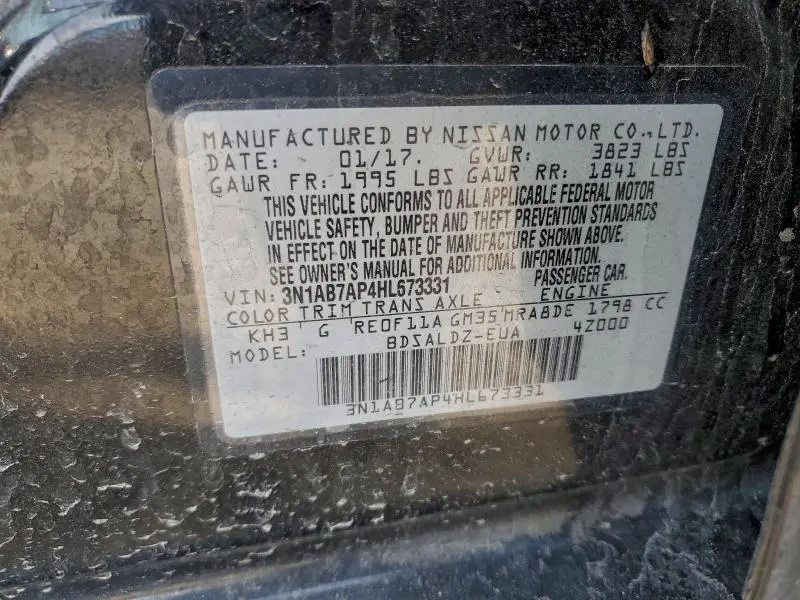 MANUFACTURED BY NISSAN MOTOR CO.,LTD.
DATE: 01/17. GVWR: 3823 LBS
GAWR FR: 1995 LBS GAWR RR: 1841 LBS
THIS VEHICLE CONFORMS TO ALL APPLICABLE FEDERAL MOTOR
VEHICLE SAFETY, BUMPER AND THEFT PREVENTION STANDARDS
IN EFFECT ON THE DATE OF MANUFACTURE SHOWN ABOVE.
SEE OWNER'S MANUAL FOR ADDITIONAL INFORMATION.
VIN: 3N1AB7AP4HL673331 PASSENGER CAR.
COLOR TRIM TRANS AXLE ENGINE
KH3 G RE0F11A GM35 MRA8DE 1798 CC
MODEL: BDSALDZ-EUA 4Z000
3N1AB7AP4HL673331